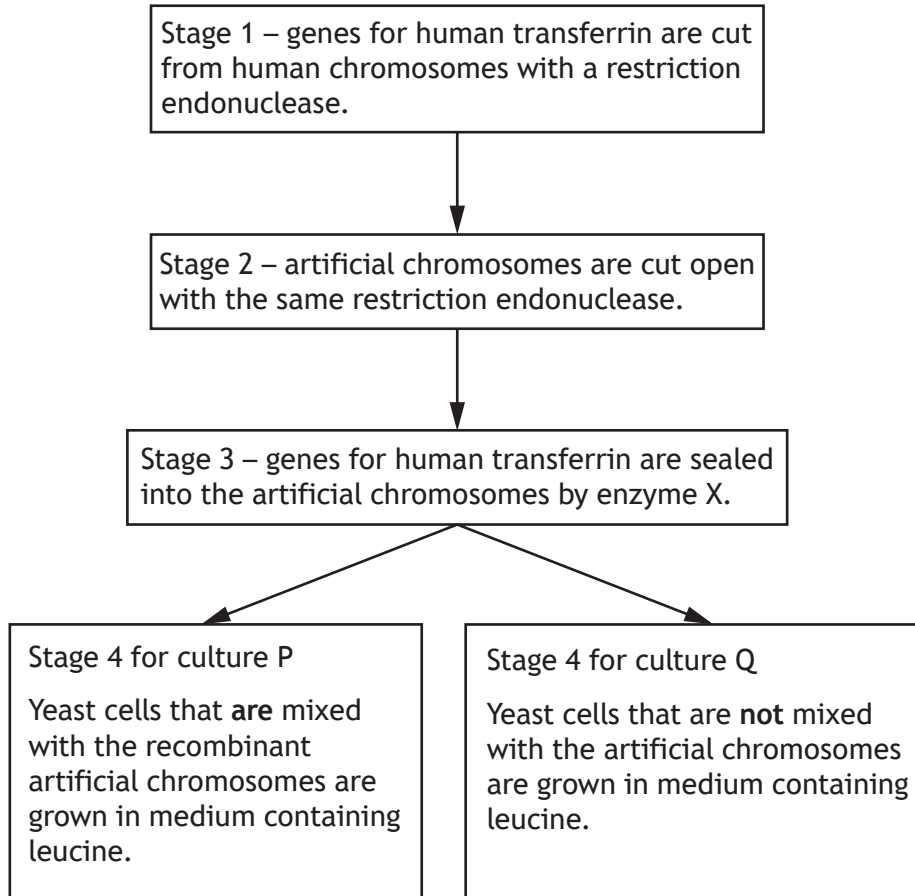 Stage 1 – genes for human transferrin are cut
from human chromosomes with a restriction
endonuclease.
Stage 2 – artificial chromosomes are cut open
with the same restriction endonuclease.
Stage 3 – genes for human transferrin are sealed
into the artificial chromosomes by enzyme X.
Stage 4 for culture P
Yeast cells that are mixed
with the recombinant
artificial chromosomes are
grown in medium containing
leucine.
Stage 4 for culture Q
Yeast cells that are not mixed
with the artificial chromosomes
are grown in medium containing
leucine.